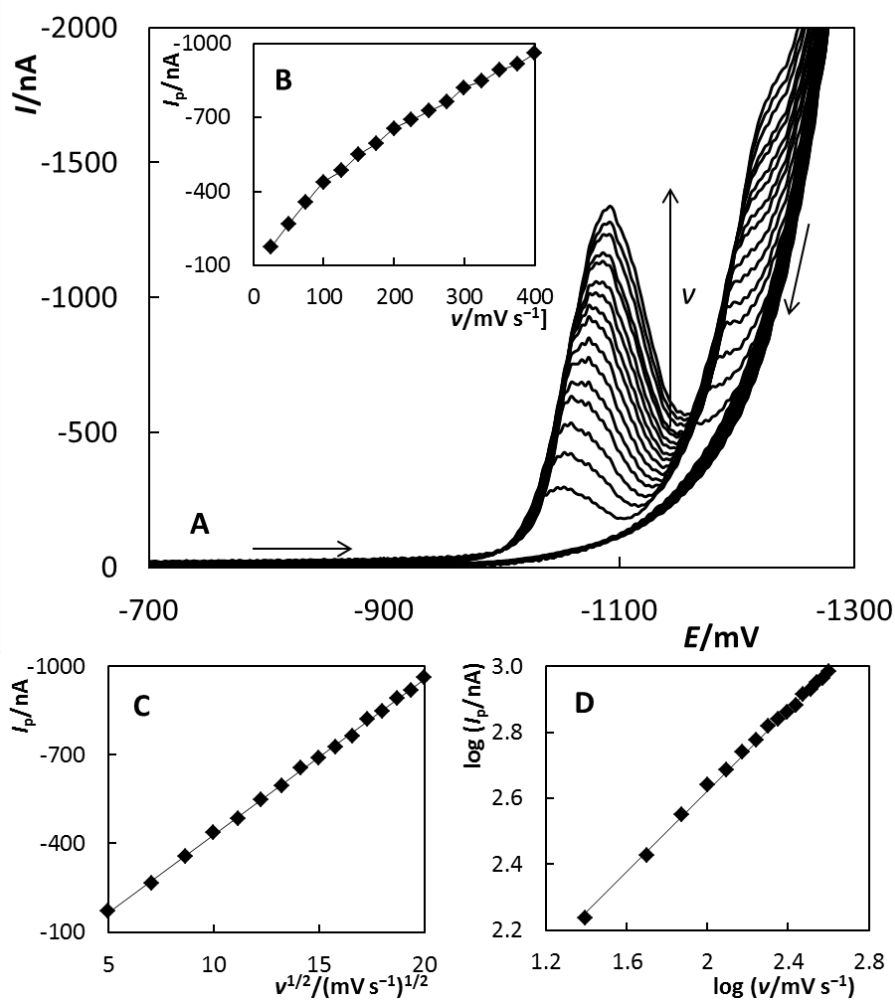 -2000
-1500
-1000
-500
0
I/nA
-700
-900
-1100
-1300
E/mV
A
v
B
Iₚ/nA
-1000
-700
-400
-100
0
100
200
300
400
v/mV s⁻¹]
C
Iₚ/nA
-1000
-700
-400
-100
5
10
15
20
v¹/²/(mV s⁻¹)¹/²
D
log (Iₚ/nA)
3.0
2.8
2.6
2.4
2.2
1.2
1.6
2.0
2.4
2.8
log (v/mV s⁻¹)